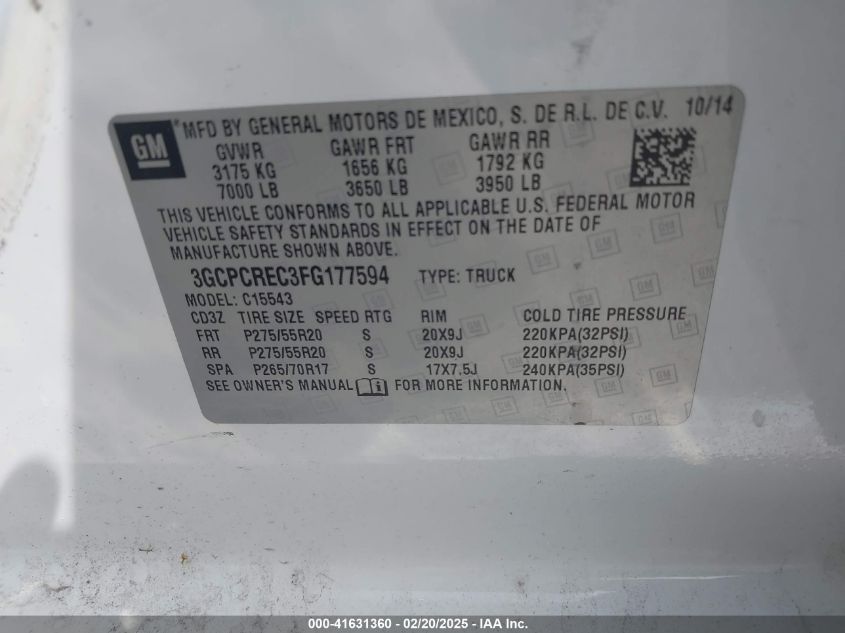 GM
® MFD BY GENERAL MOTORS DE MEXICO, S. DE R.L. DE C.V. 10/14
GVWR GAWR FRT GAWR RR
3175 KG 1656 KG 1792 KG
7000 LB 3650 LB 3950 LB
THIS VEHICLE CONFORMS TO ALL APPLICABLE U.S. FEDERAL MOTOR
VEHICLE SAFETY STANDARDS IN EFFECT ON THE DATE OF
MANUFACTURE SHOWN ABOVE.
3GCPCREC3FG177594 TYPE: TRUCK
MODEL: C15543
CD3Z TIRE SIZE SPEED RTG RIM COLD TIRE PRESSURE
FRT P275/55R20 S 20X9J 220KPA(32PSI)
RR P275/55R20 S 20X9J 220KPA(32PSI)
SPA P265/70R17 S 17X7.5J 240KPA(35PSI)
SEE OWNER'S MANUAL FOR MORE INFORMATION.
000-41631360 - 02/20/2025 - IAA Inc.